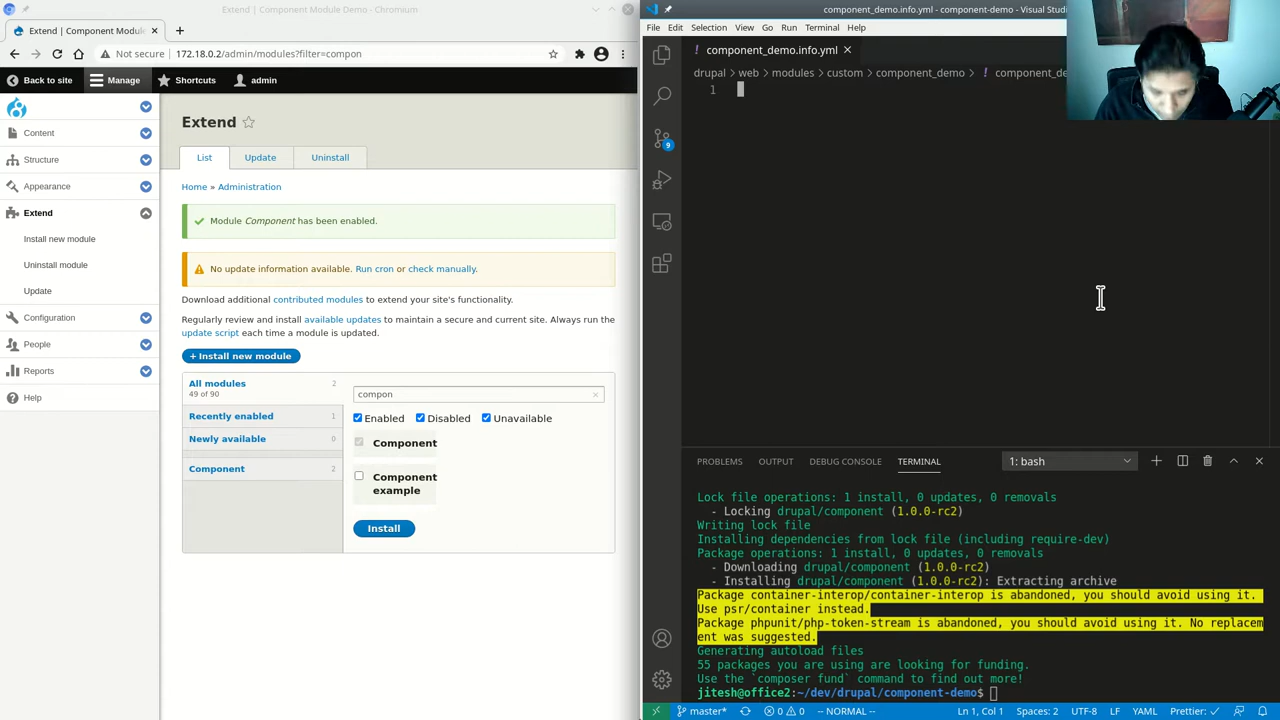 Extend | Component Module Demo - Chromium
Extend | Component Modul
Not secure 172.18.0.2/admin/modules?filter=compon
Back to site
Manage
Shortcuts
admin
Content
Structure
Appearance
Extend
Install new module
Uninstall module
Update
Configuration
People
Reports
Help
Extend
List
Update
Uninstall
Home » Administration
Module Component has been enabled.
No update information available. Run cron or check manually.
Download additional contributed modules to extend your site's functionality.
Regularly review and install available updates to maintain a secure and current site. Always run the
update script each time a module is updated.
+ Install new module
All modules 2
49 of 90
Recently enabled 1
Newly available 0
Component 2
compon
Enabled Disabled Unavailable
Component
Component
example
Install
component_demo.info.yml - component-demo - Visual Studi
File Edit Selection View Go Run Terminal Help
! component_demo.info.yml
drupal > web > modules > custom > component_demo > ! component_de
1
9
PROBLEMS OUTPUT DEBUG CONSOLE TERMINAL
1: bash
Lock file operations: 1 install, 0 updates, 0 removals
- Locking drupal/component (1.0.0-rc2)
Writing lock file
Installing dependencies from lock file (including require-dev)
Package operations: 1 install, 0 updates, 0 removals
- Downloading drupal/component (1.0.0-rc2)
- Installing drupal/component (1.0.0-rc2): Extracting archive
Package container-interop/container-interop is abandoned, you should avoid using it.
Use psr/container instead.
Package phpunit/php-token-stream is abandoned, you should avoid using it. No replacem
ent was suggested.
Generating autoload files
55 packages you are using are looking for funding.
Use the `composer fund` command to find out more!
jitesh@office2:~/dev/drupal/component-demo$
master* 0 0 -- NORMAL -- Ln 1, Col 1 Spaces: 2 UTF-8 LF YAML Prettier: ✓